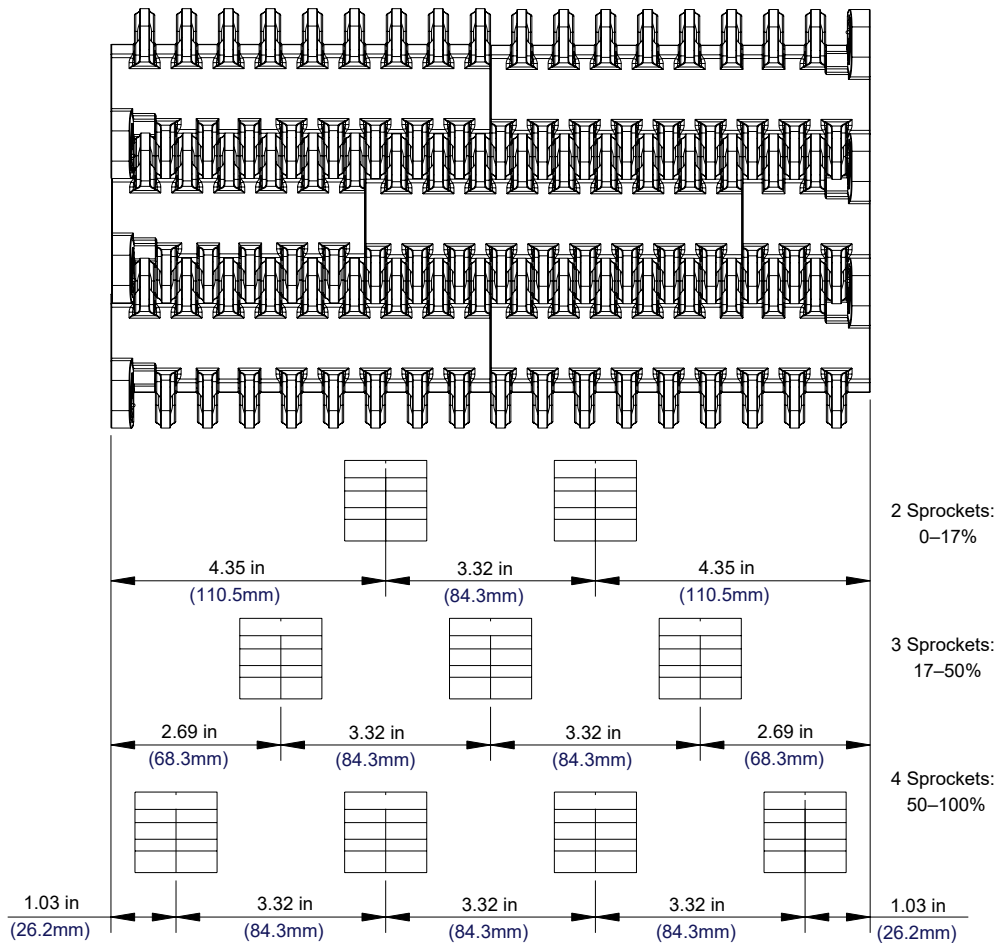 2 Sprockets:
0–17%
4.35 in
3.32 in
4.35 in
(110.5mm)
(84.3mm)
(110.5mm)
3 Sprockets:
17–50%
2.69 in
3.32 in
3.32 in
2.69 in
(68.3mm)
(84.3mm)
(84.3mm)
(68.3mm)
4 Sprockets:
50–100%
1.03 in
3.32 in
3.32 in
3.32 in
1.03 in
(26.2mm)
(84.3mm)
(84.3mm)
(84.3mm)
(26.2mm)